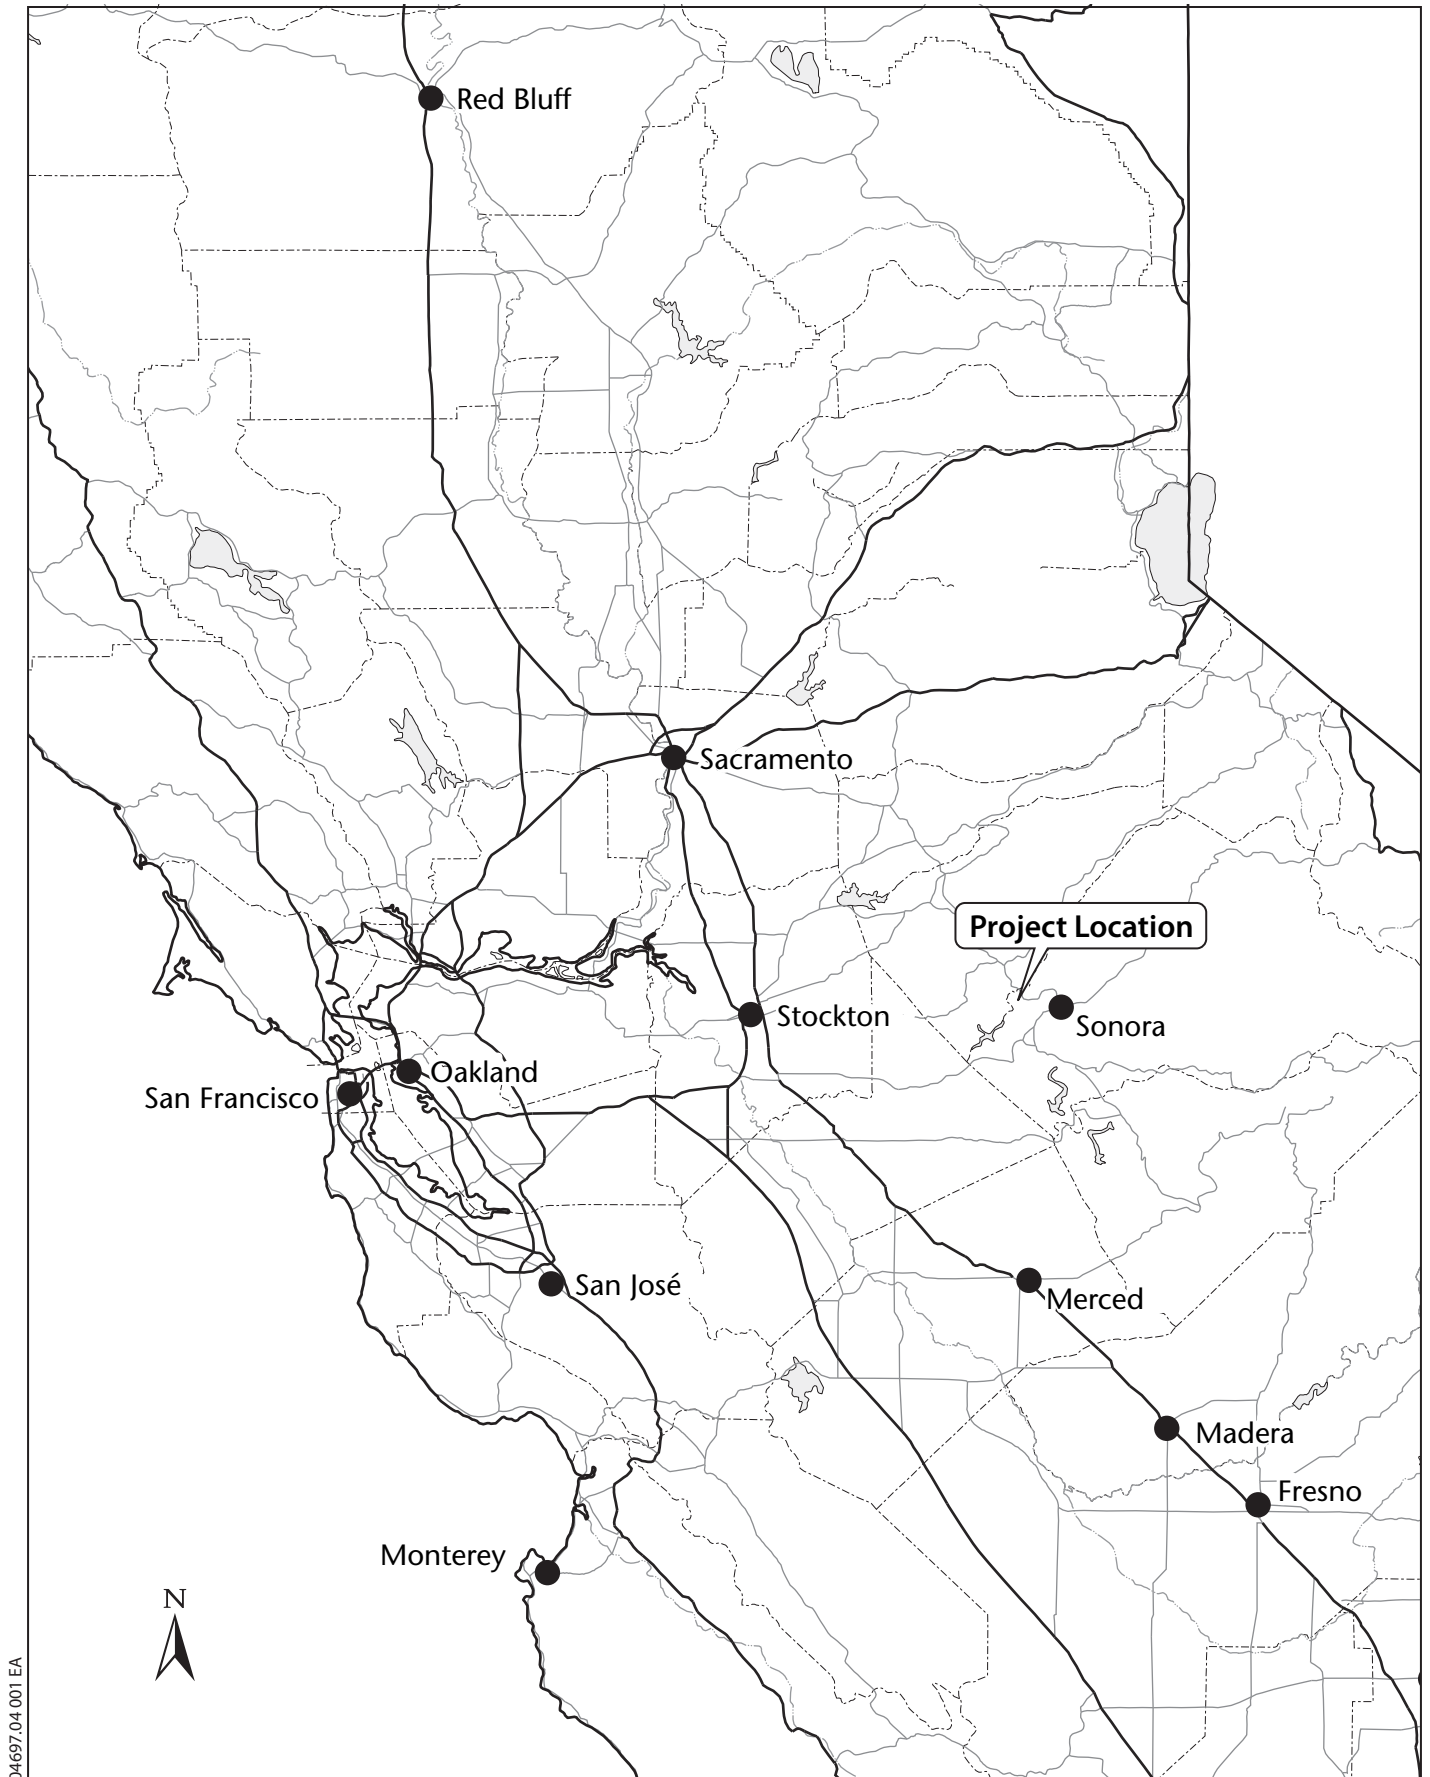 Red Bluff
Sacramento
Project Location
Stockton
Sonora
Oakland
San Francisco
San José
Merced
Madera
Fresno
Monterey
N
04697.04 001 EA